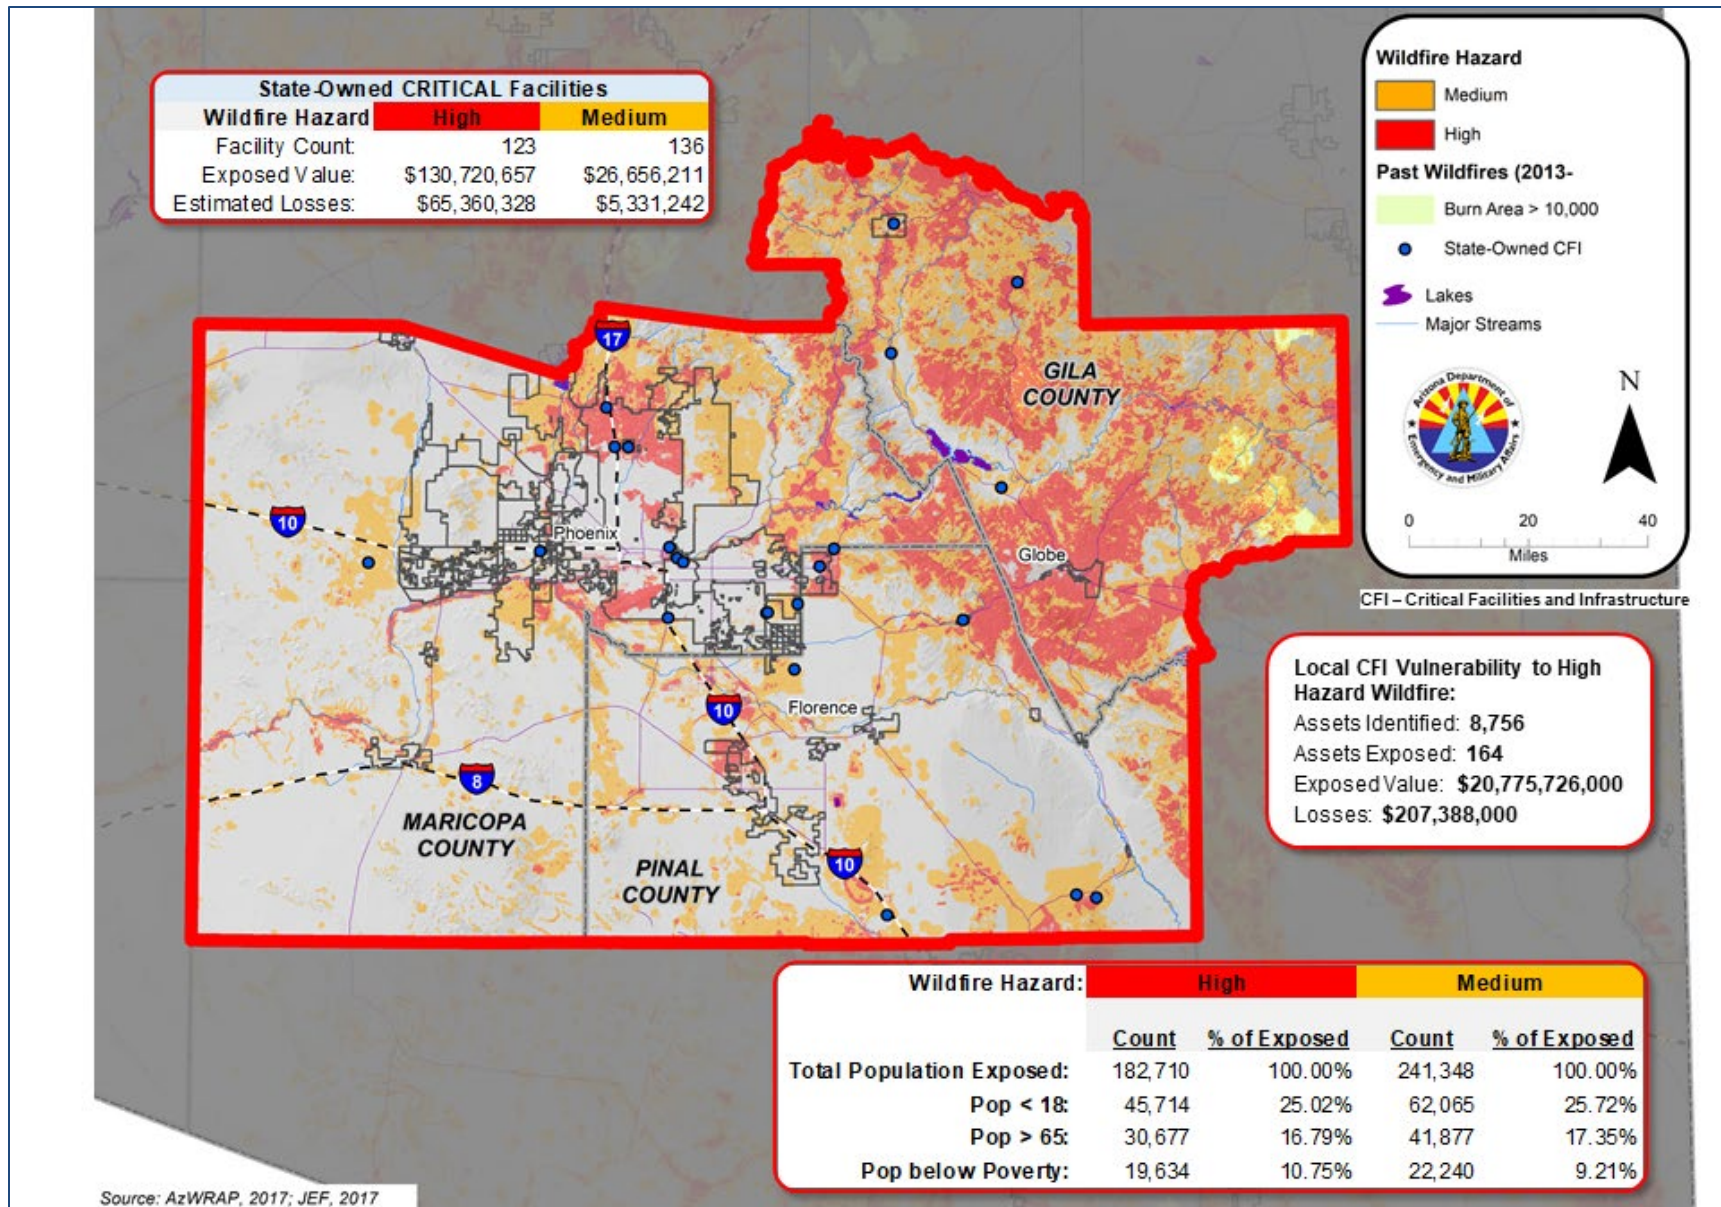 State-Owned CRITICAL Facilities
Wildfire Hazard High Medium
Facility Count: 123 136
Exposed Value: $130,720,657 $26,656,211
Estimated Losses: $65,360,328 $5,331,242
Wildfire Hazard
Medium
High
Past Wildfires (2013-
Burn Area > 10,000
State-Owned CFI
Lakes
Major Streams
Arizona Department of
Emergency and Military Affairs
N
0 20 40
Miles
CFI – Critical Facilities and Infrastructure
17
GILA
COUNTY
10
Phoenix
Globe
10
Florence
8
MARICOPA
COUNTY
PINAL
COUNTY
10
Local CFI Vulnerability to High
Hazard Wildfire:
Assets Identified: 8,756
Assets Exposed: 164
Exposed Value: $20,775,726,000
Losses: $207,388,000
Wildfire Hazard: High Medium
Count % of Exposed Count % of Exposed
Total Population Exposed: 182,710 100.00% 241,348 100.00%
Pop < 18: 45,714 25.02% 62,065 25.72%
Pop > 65: 30,677 16.79% 41,877 17.35%
Pop below Poverty: 19,634 10.75% 22,240 9.21%
Source: AzWRAP, 2017; JEF, 2017